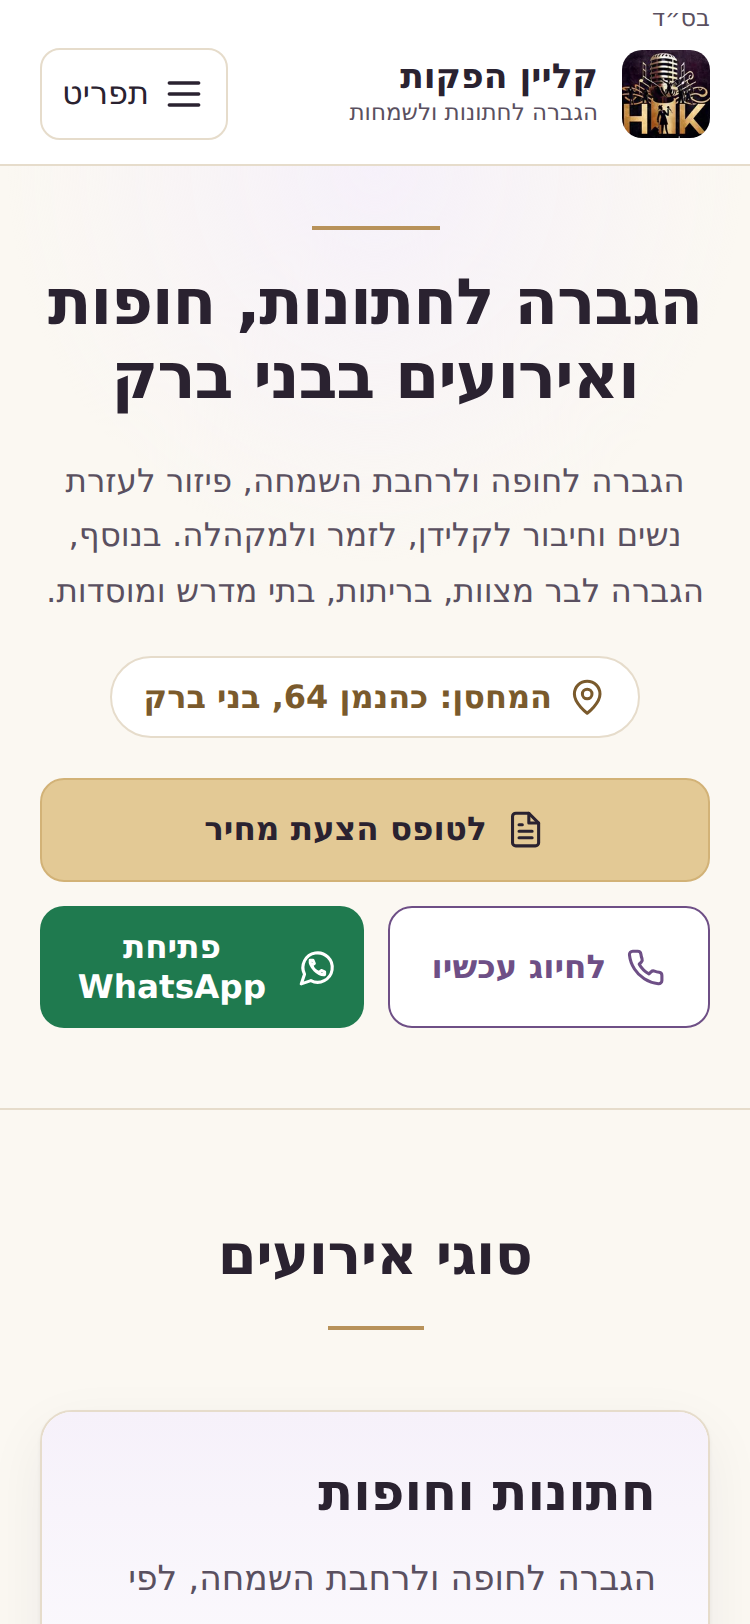 בס״ד
קליין הפקות
הגברה לחתונות ולשמחות
תפריט
HK
הגברה לחתונות, חופות
ואירועים בבני ברק
הגברה לחופה ולרחבת השמחה, פיזור לעזרת
נשים וחיבור לקלידן, לזמר ולמקהלה. בנוסף,
הגברה לבר מצוות, בריתות, בתי מדרש ומוסדות.
המחסן: כהנמן 64, בני ברק
לטופס הצעת מחיר
לחיוג עכשיו
פתיחת
WhatsApp
סוגי אירועים
חתונות וחופות
הגברה לחופה ולרחבת השמחה, לפי